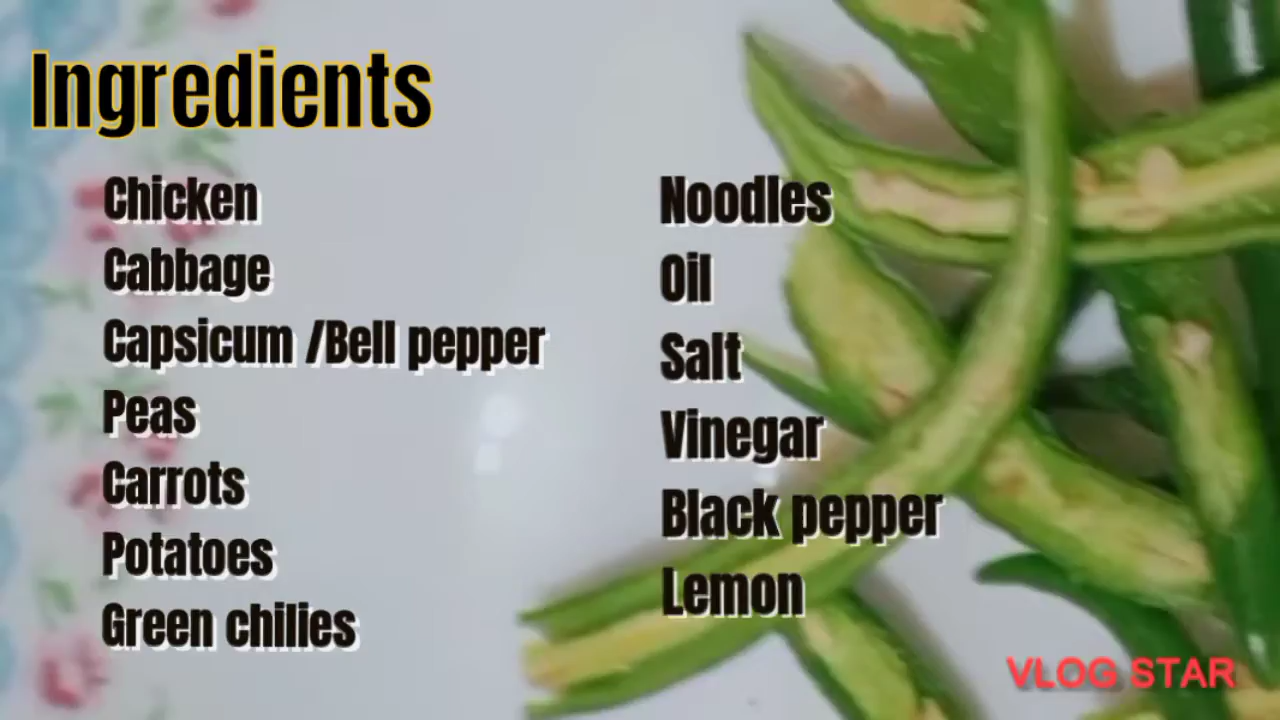 Ingredients
Chicken
Cabbage
Capsicum /Bell pepper
Peas
Carrots
Potatoes
Green chilies
Noodles
Oil
Salt
Vinegar
Black pepper
Lemon
VLOG STAR